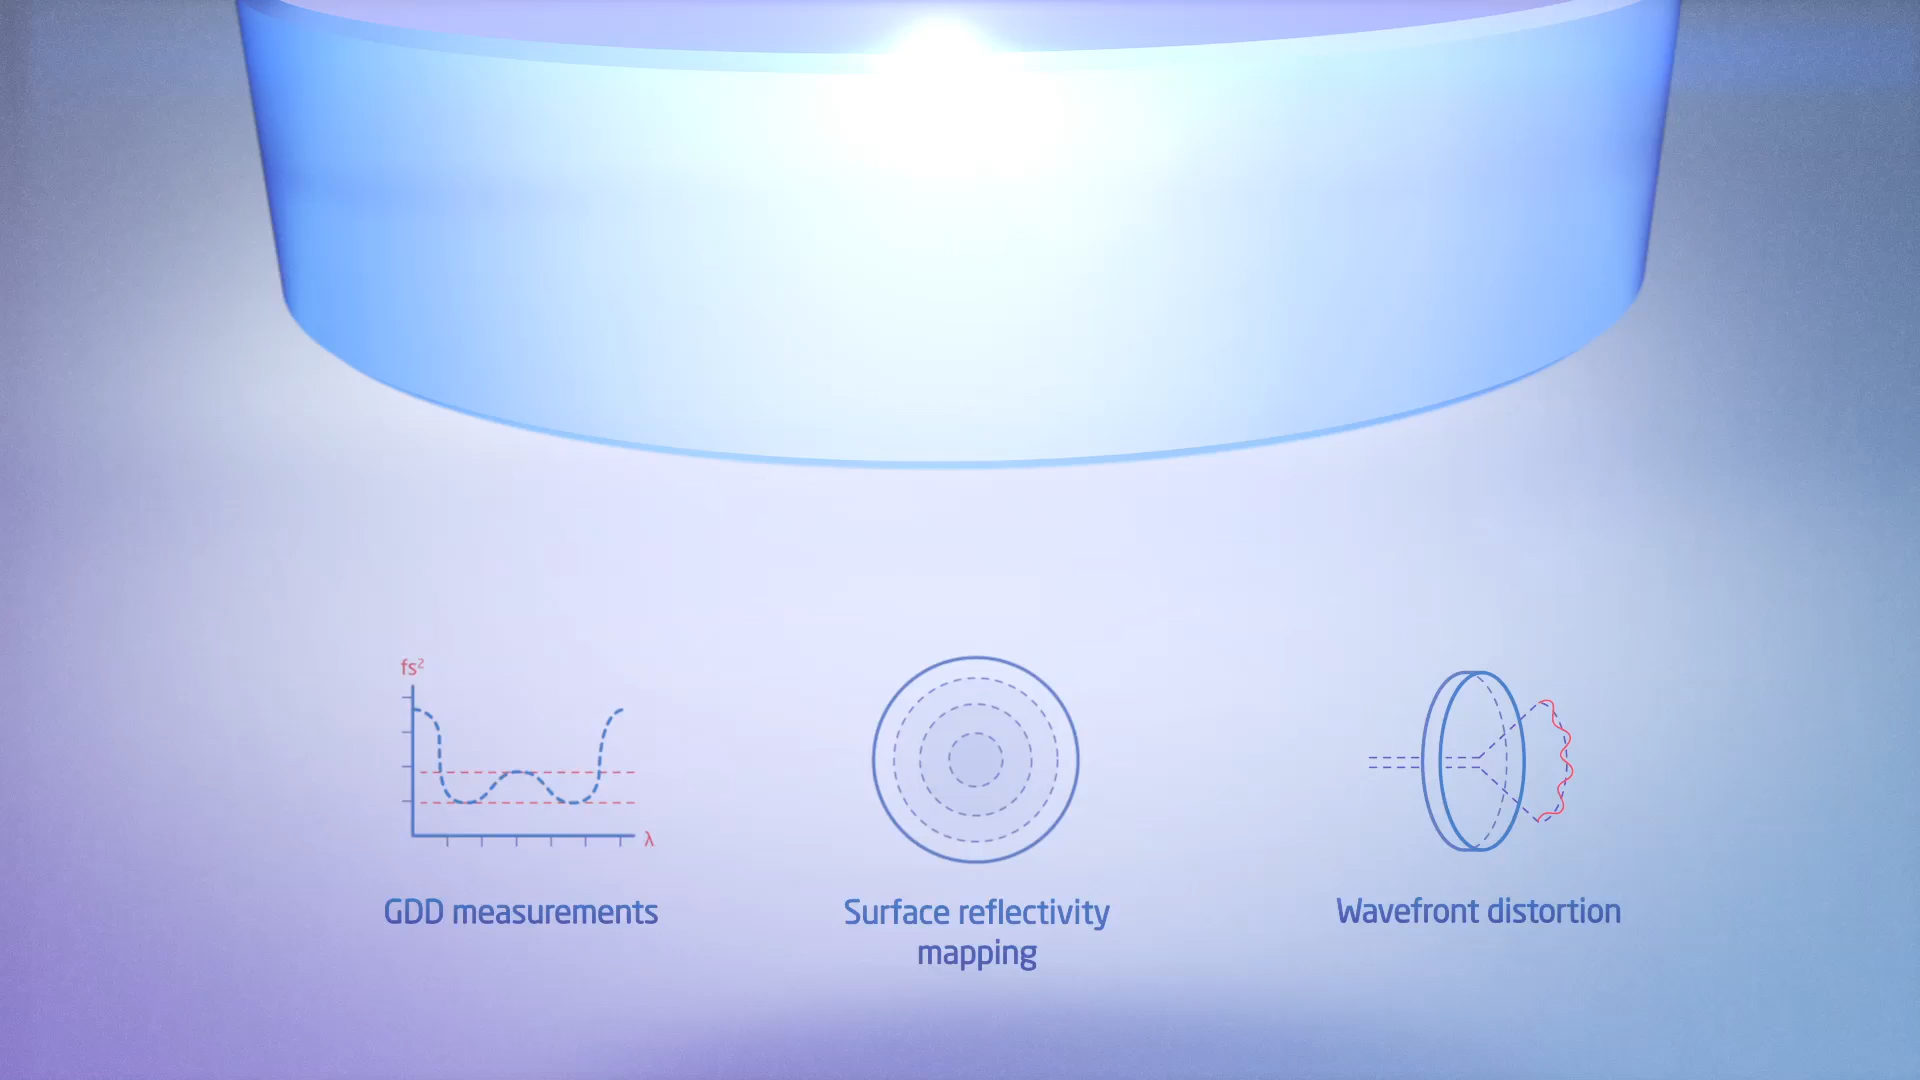 fs²
λ
GDD measurements
Surface reflectivity
mapping
Wavefront distortion